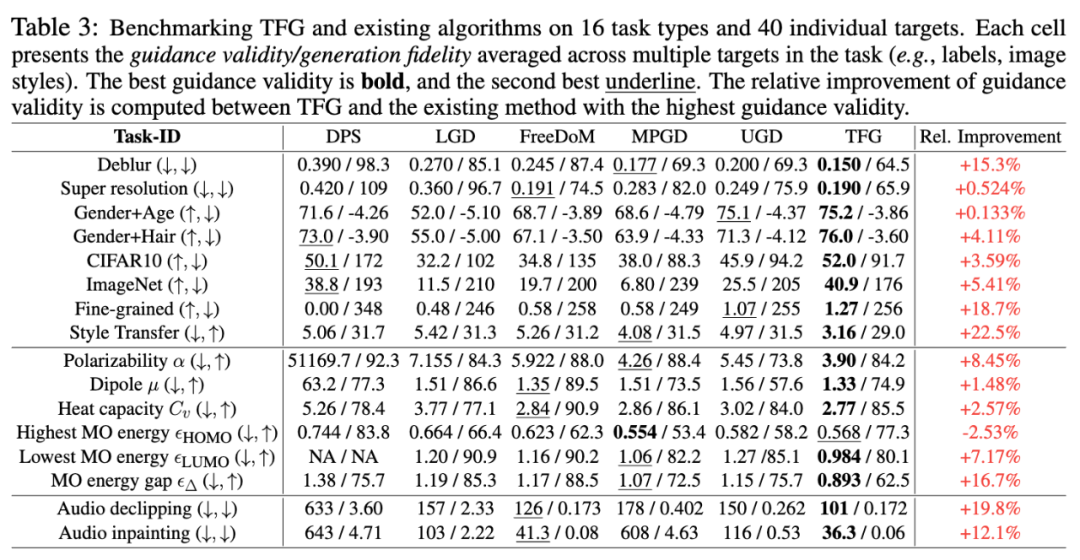 Table 3: Benchmarking TFG and existing algorithms on 16 task types and 40 individual targets. Each cell
presents the guidance validity/generation fidelity averaged across multiple targets in the task (e.g., labels, image
styles). The best guidance validity is bold, and the second best underline. The relative improvement of guidance
validity is computed between TFG and the existing method with the highest guidance validity.
Task-ID DPS LGD FreeDoM MPGD UGD TFG Rel. Improvement
Deblur (↓,↓) 0.390 / 98.3 0.270 / 85.1 0.245 / 87.4 0.177 / 69.3 0.200 / 69.3 0.150 / 64.5 +15.3%
Super resolution (↓,↓) 0.420 / 109 0.360 / 96.7 0.191 / 74.5 0.283 / 82.0 0.249 / 75.9 0.190 / 65.9 +0.524%
Gender+Age (↑,↓) 71.6 / -4.26 52.0 / -5.10 68.7 / -3.89 68.6 / -4.79 75.1 / -4.37 75.2 / -3.86 +0.133%
Gender+Hair (↑,↓) 73.0 / -3.90 55.0 / -5.00 67.1 / -3.50 63.9 / -4.33 71.3 / -4.12 76.0 / -3.60 +4.11%
CIFAR10 (↑,↓) 50.1 / 172 32.2 / 102 34.8 / 135 38.0 / 88.3 45.9 / 94.2 52.0 / 91.7 +3.59%
ImageNet (↑,↓) 38.8 / 193 11.5 / 210 19.7 / 200 6.80 / 239 25.5 / 205 40.9 / 176 +5.41%
Fine-grained (↑,↓) 0.00 / 348 0.48 / 246 0.58 / 258 0.58 / 249 1.07 / 255 1.27 / 256 +18.7%
Style Transfer (↓,↑) 5.06 / 31.7 5.42 / 31.3 5.26 / 31.2 4.08 / 31.5 4.97 / 31.5 3.16 / 29.0 +22.5%
Polarizability α (↓,↑) 51169.7 / 92.3 7.155 / 84.3 5.922 / 88.0 4.26 / 88.4 5.45 / 73.8 3.90 / 84.2 +8.45%
Dipole μ (↓,↑) 63.2 / 77.3 1.51 / 86.6 1.35 / 89.5 1.51 / 73.5 1.56 / 57.6 1.33 / 74.9 +1.48%
Heat capacity Cᵥ (↓,↑) 5.26 / 78.4 3.77 / 77.1 2.84 / 90.9 2.86 / 86.1 3.02 / 84.0 2.77 / 85.5 +2.57%
Highest MO energy ϵHOMO (↓,↑) 0.744 / 83.8 0.664 / 66.4 0.623 / 62.3 0.554 / 53.4 0.582 / 58.2 0.568 / 77.3 -2.53%
Lowest MO energy ϵLUMO (↓,↑) NA / NA 1.20 / 90.9 1.16 / 90.2 1.06 / 82.2 1.27 / 85.1 0.984 / 80.1 +7.17%
MO energy gap ϵΔ (↓,↑) 1.38 / 75.7 1.19 / 85.3 1.17 / 88.5 1.07 / 72.5 1.15 / 75.7 0.893 / 62.5 +16.7%
Audio declipping (↓,↓) 633 / 3.60 157 / 2.33 126 / 0.173 178 / 0.402 150 / 0.262 101 / 0.172 +19.8%
Audio inpainting (↓,↓) 643 / 4.71 103 / 2.22 41.3 / 0.08 608 / 4.63 116 / 0.53 36.3 / 0.06 +12.1%